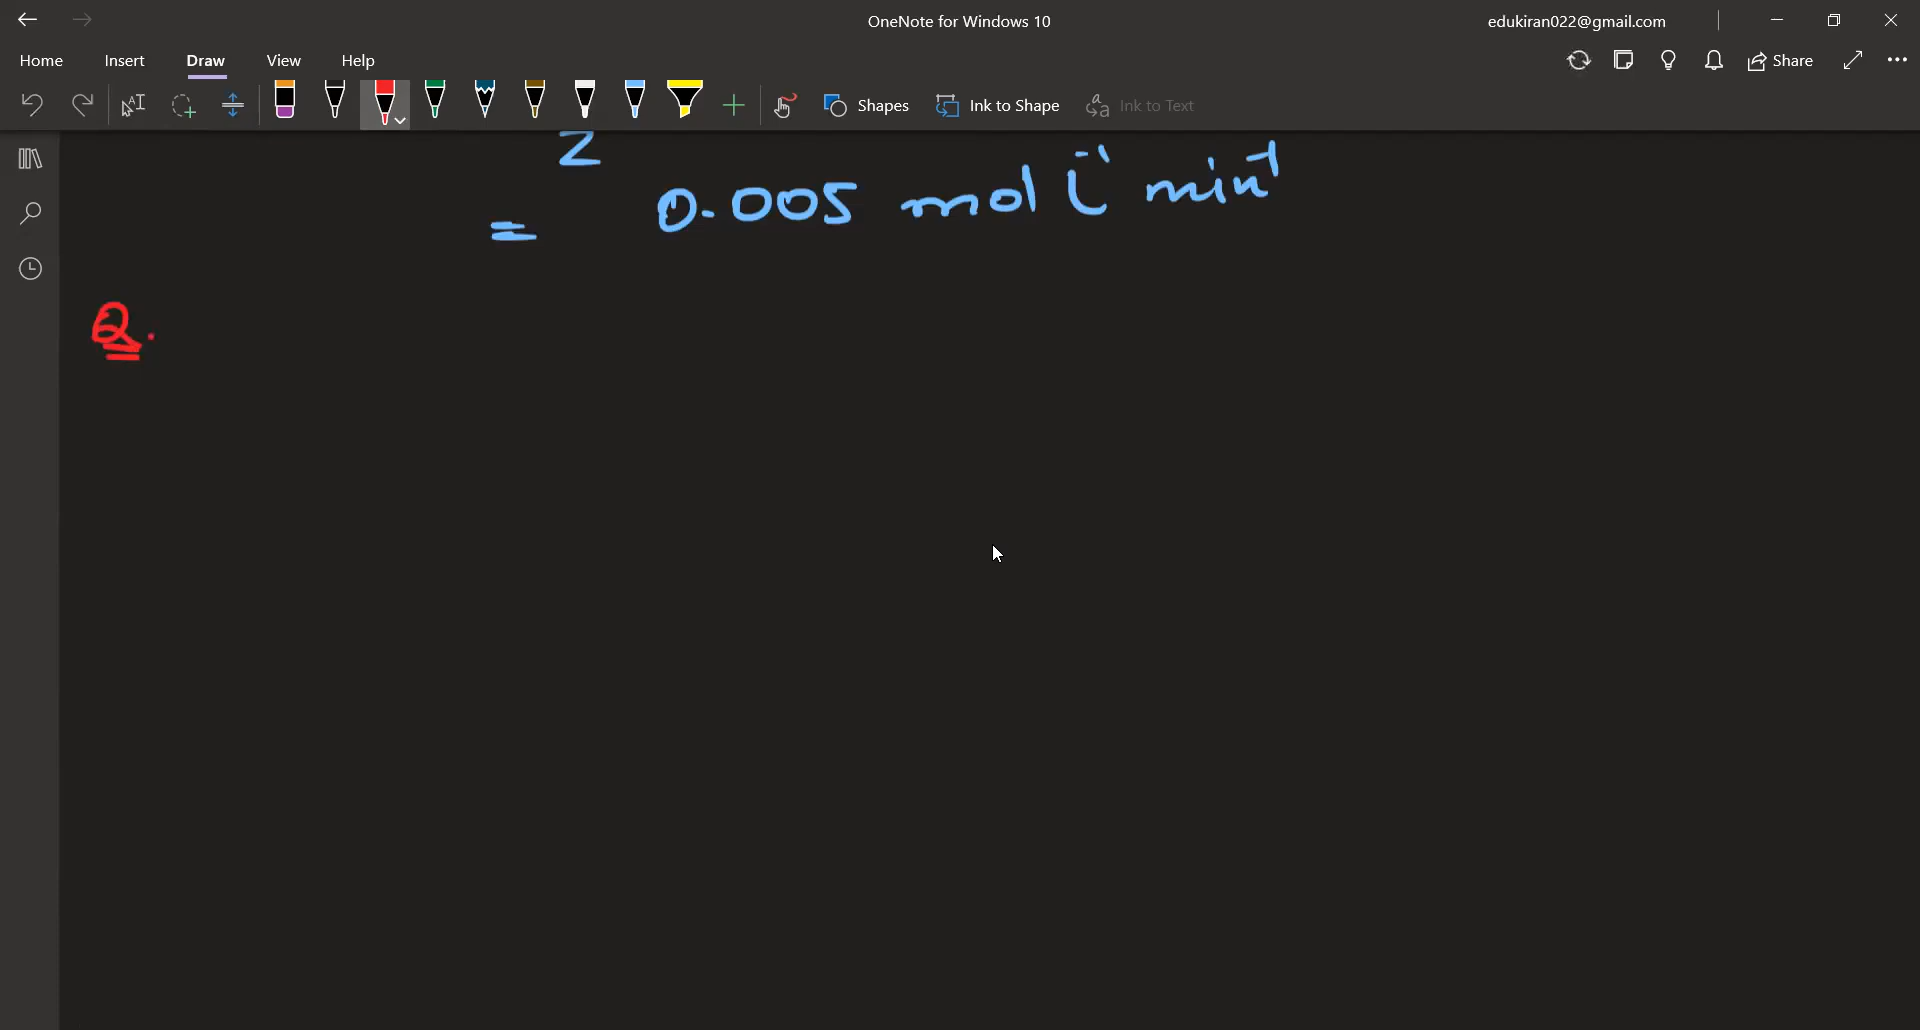 OneNote for Windows 10
edukiran022@gmail.com
Home Insert Draw View Help
Share
Shapes
Ink to Shape
Ink to Text
2
= 0.005 mol L⁻¹ min⁻¹
Q.